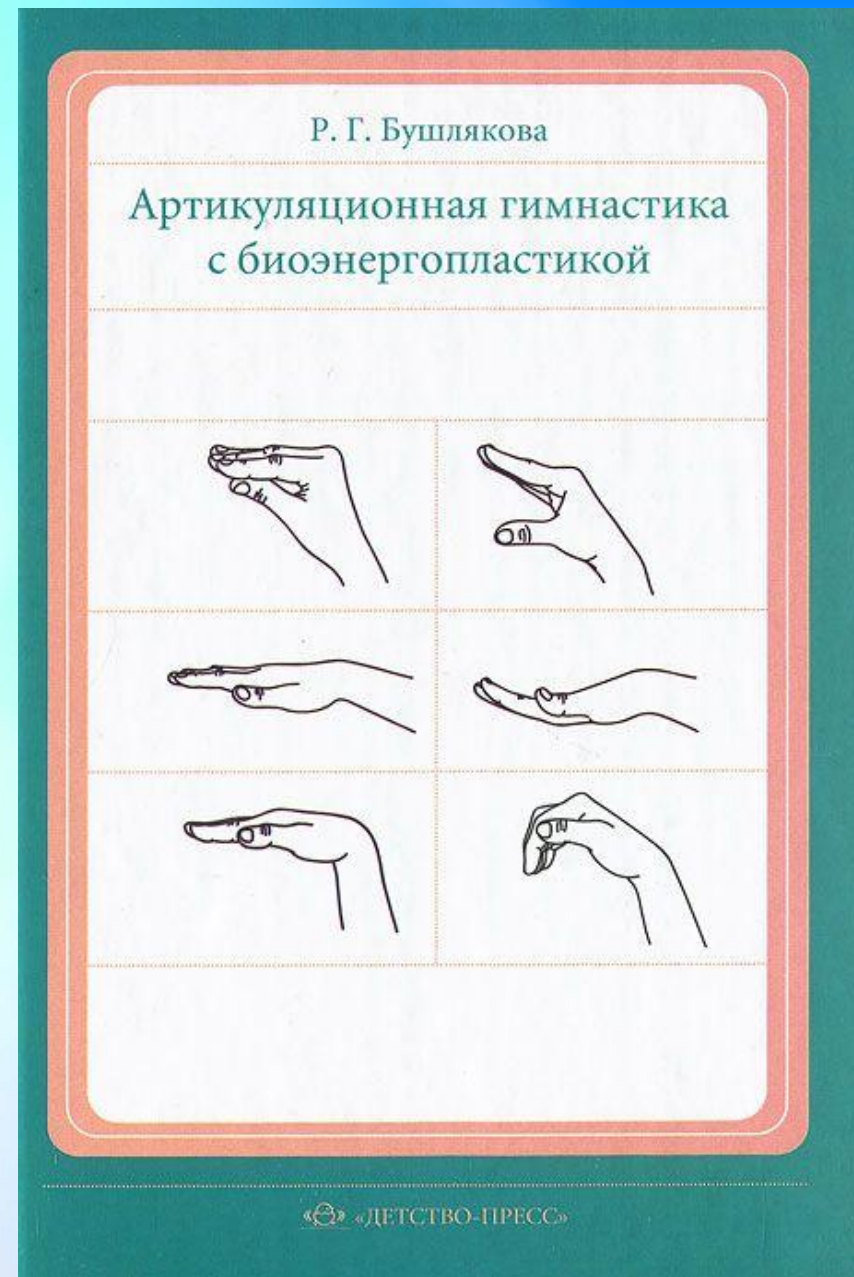 Р. Г. Бушлякова
Артикуляционная гимнастика
с биоэнергопластикой
«ДЕТСТВО-ПРЕСС»